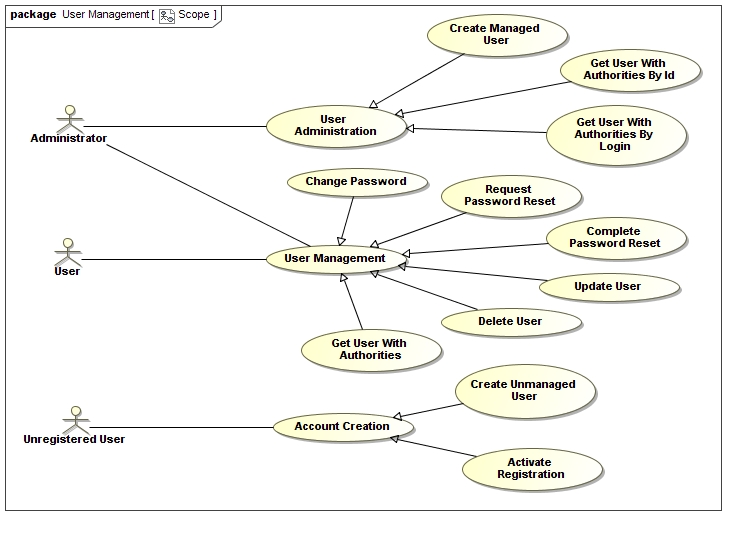 package User Management [ Scope ]
Create Managed
User
Get User With
Authorities By Id
User
Administration
Get User With
Authorities By
Login
Administrator
Change Password
Request
Password Reset
Complete
Password Reset
User Management
User
Update User
Delete User
Get User With
Authorities
Create Unmanaged
User
Account Creation
Unregistered User
Activate
Registration